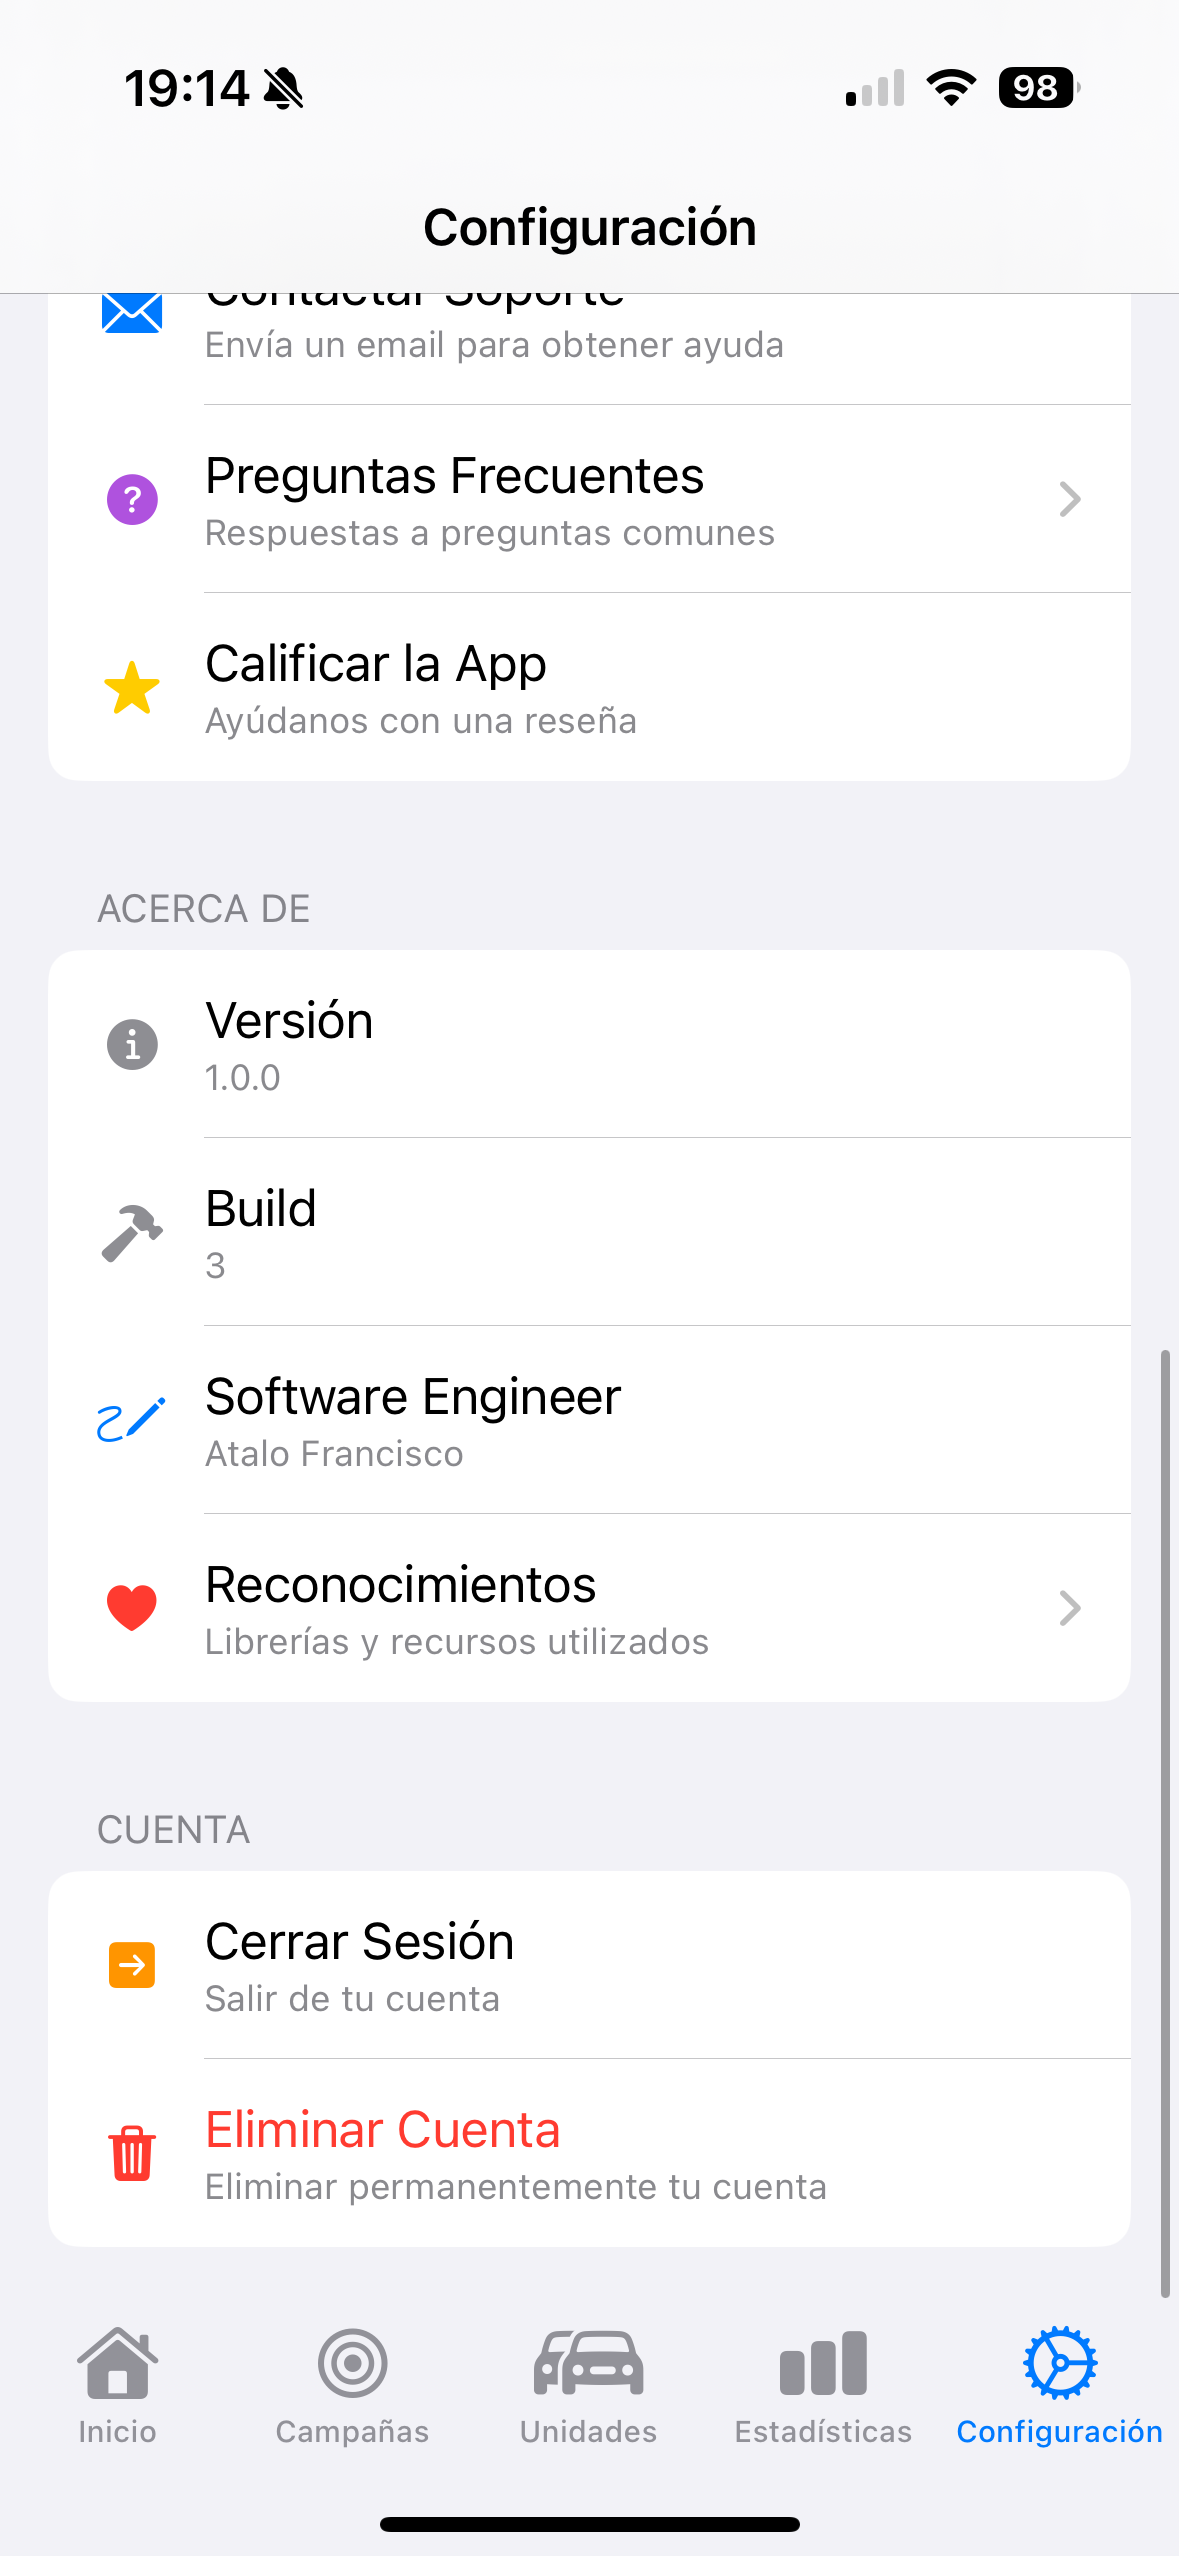 19:14
98
Configuración
Contactar Soporte
Envía un email para obtener ayuda
Preguntas Frecuentes
Respuestas a preguntas comunes
Calificar la App
Ayúdanos con una reseña
ACERCA DE
Versión
1.0.0
Build
3
Software Engineer
Atalo Francisco
Reconocimientos
Librerías y recursos utilizados
CUENTA
Cerrar Sesión
Salir de tu cuenta
Eliminar Cuenta
Eliminar permanentemente tu cuenta
Inicio
Campañas
Unidades
Estadísticas
Configuración